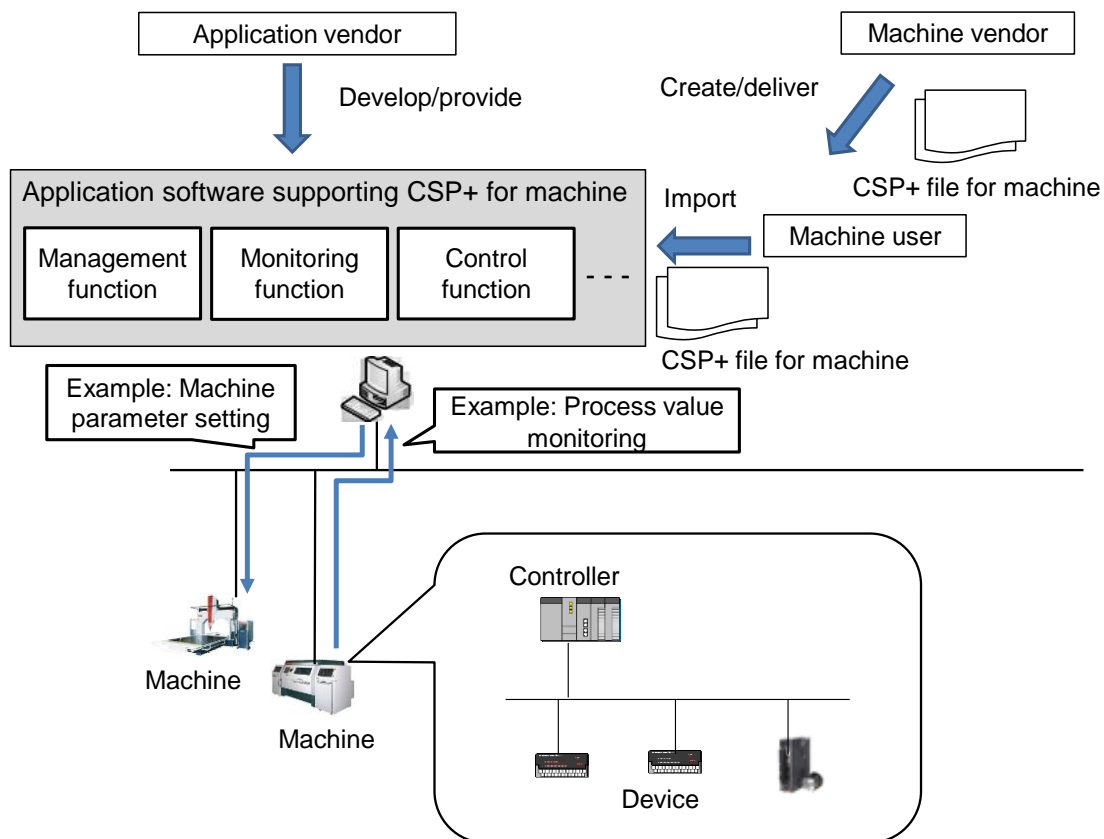 Application vendor
Machine vendor
Develop/provide
Create/deliver
CSP+ file for machine
Application software supporting CSP+ for machine
Import
Machine user
Management
function
Monitoring
function
Control
function
CSP+ file for machine
Example: Machine
parameter setting
Example: Process value
monitoring
Controller
Machine
Machine
Device